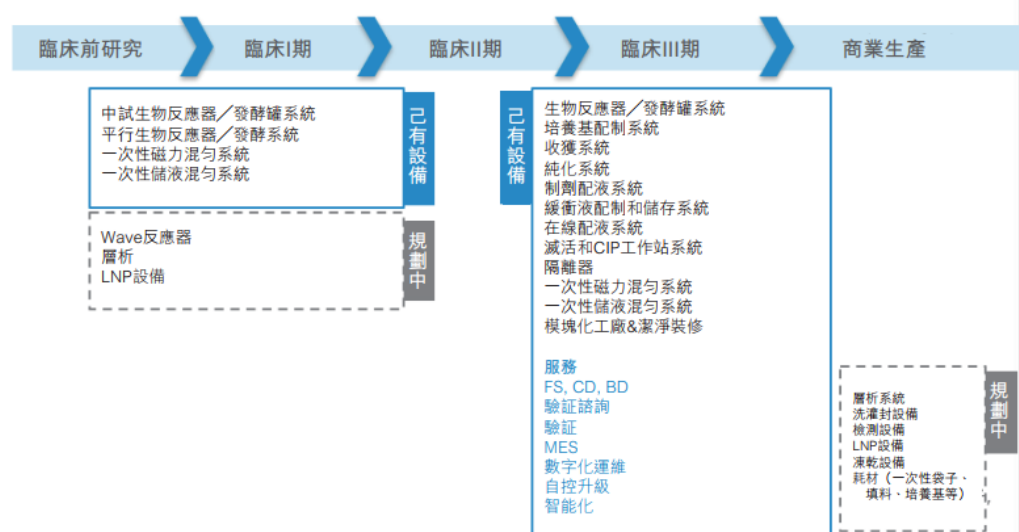 臨床前研究
臨床I期
臨床II期
臨床III期
商業生產
中試生物反應器／發酵罐系統
平行生物反應器／發酵系統
一次性磁力混勻系統
一次性儲液混勻系統
己有設備
Wave反應器
層析
LNP設備
規劃中
己有設備
生物反應器／發酵罐系統
培養基配制系統
收獲系統
純化系統
制劑配液系統
緩衝液配制和儲存系統
在線配液系統
滅活和CIP工作站系統
隔離器
一次性磁力混勻系統
一次性儲液混勻系統
模塊化工廠&潔淨裝修
服務
FS, CD, BD
驗証諮詢
驗証
MES
數字化運維
自控升級
智能化
層析系統
洗灌封設備
檢測設備
LNP設備
凍乾設備
耗材（一次性袋子、
填料、培養基等）
規劃中